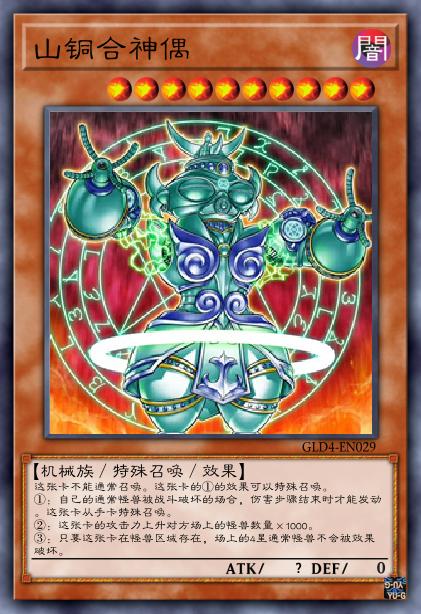 山铜合神偶
闇
GLD4-EN029
【机械族／特殊召唤／效果】
这张卡不能通常召唤。这张卡的①的效果可以特殊召唤。
①：自己的通常怪兽被战斗破坏的场合，伤害步骤结束时才能发动
。这张卡从手卡特殊召唤。
②：这张卡的攻击力上升对方场上的怪兽数量×1000。
③：只要这张卡在怪兽区域存在，场上的4星通常怪兽不会被效果
破坏。
ATK/ ? DEF/ 0